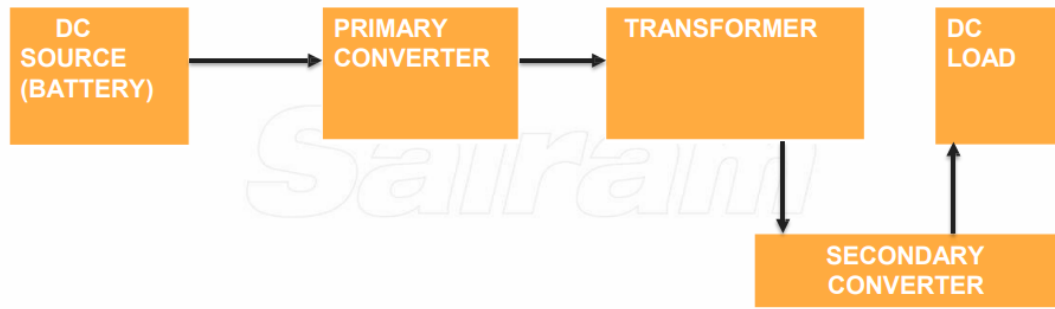 DC
SOURCE
(BATTERY)
PRIMARY
CONVERTER
TRANSFORMER
DC
LOAD
SECONDARY
CONVERTER
Sairam